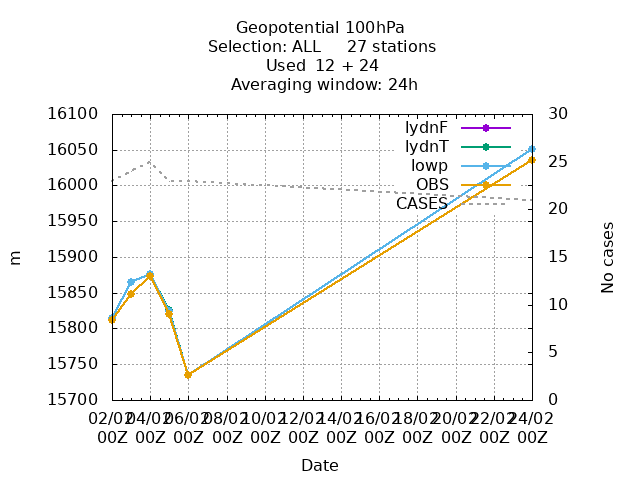 Geopotential 100hPa
Selection: ALL     27 stations
Used  12 + 24
Averaging window: 24h
16100
16050
16000
15950
15900
15850
15800
15750
15700
m
30
25
20
15
10
5
0
No cases
lydnF
lydnT
lowp
OBS
CASES
02/02 04/02 06/02 08/02 10/02 12/02 14/02 16/02 18/02 20/02 22/02 24/02
00Z 00Z 00Z 00Z 00Z 00Z 00Z 00Z 00Z 00Z 00Z 00Z
Date